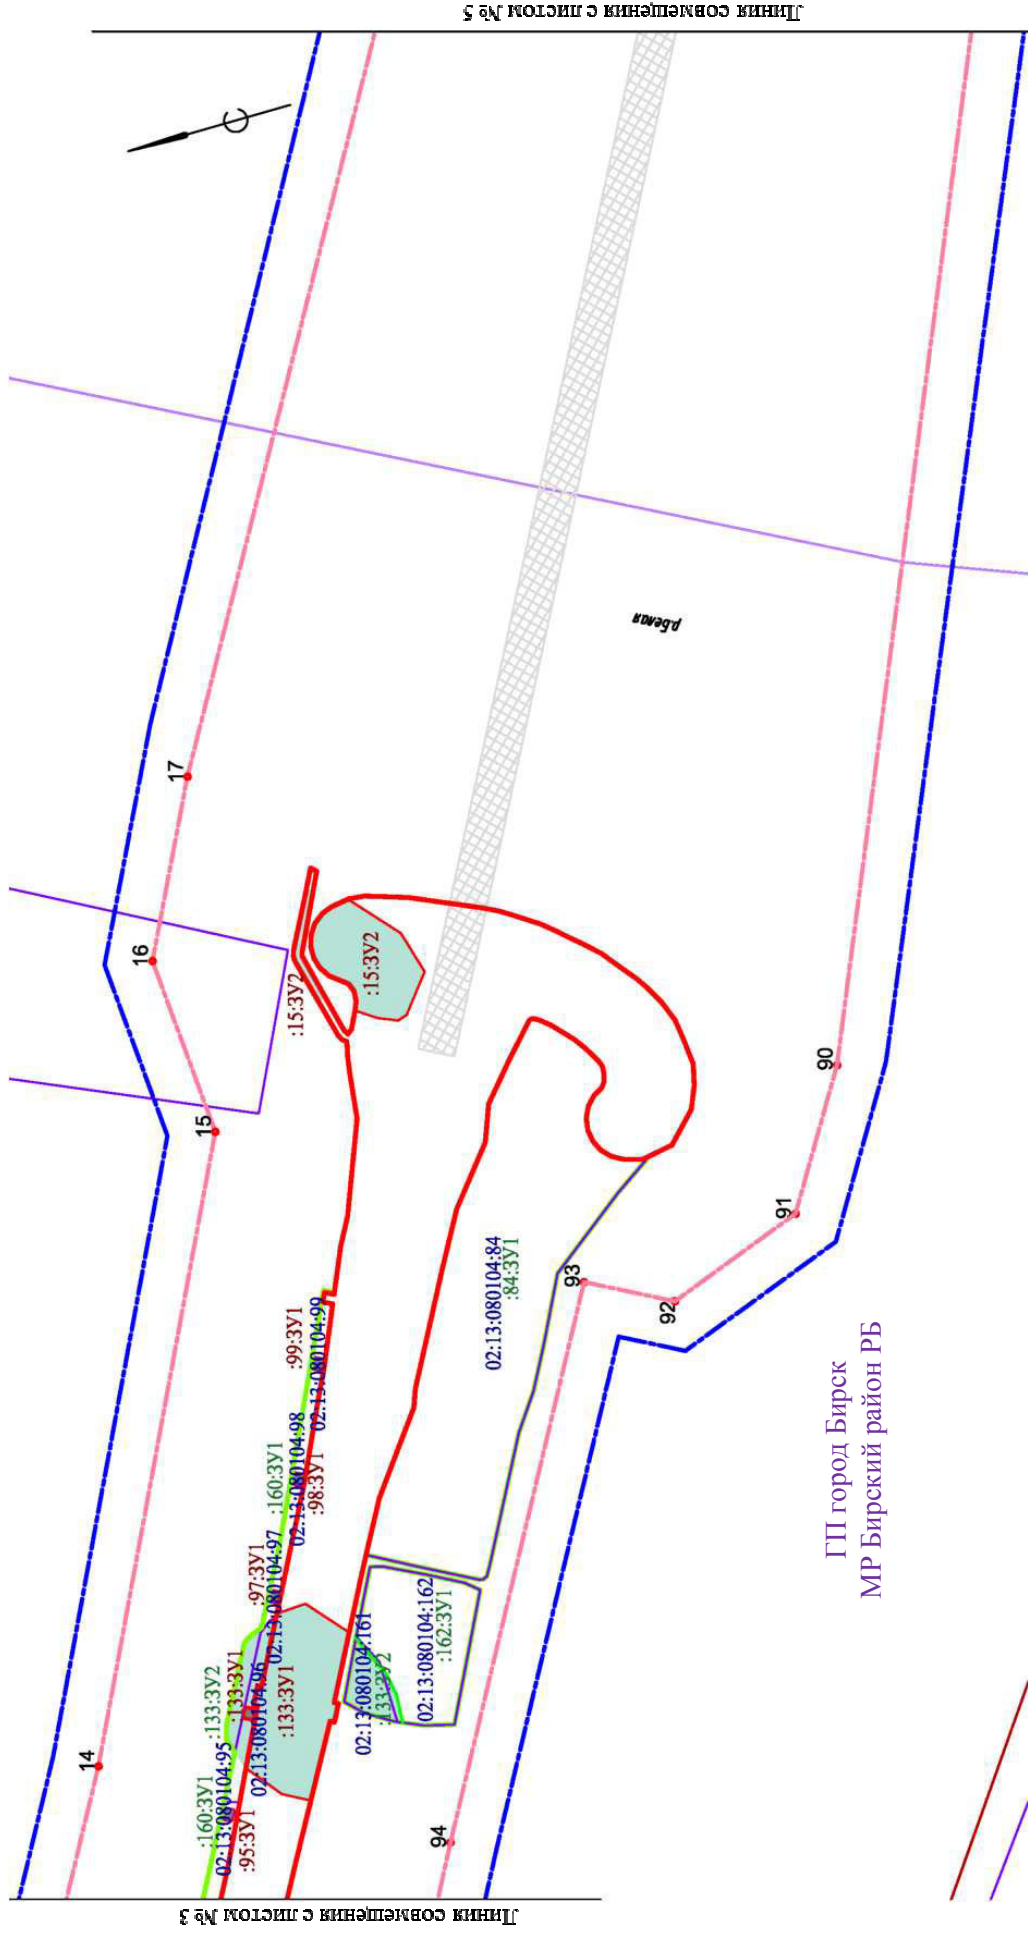 Линия совмещения с листом № 5
С
17
16
15
14
:15:ЗУ2
:15:ЗУ2
р.Белая
90
91
92
93
94
02:13:080104:84
:84:ЗУ1
:99:ЗУ1
02:13:080104:99
:160:ЗУ1
02:13:080104:98
:98:ЗУ1
:97:ЗУ1
02:13:080104:97
:133:ЗУ2
:133:ЗУ1
02:13:080104:96
:133:ЗУ1
:160:ЗУ1
02:13:080104:95
:95:ЗУ1
02:13:080104:161
:133:ЗУ2
02:13:080104:162
:162:ЗУ1
ГП город Бирск
МР Бирский район РБ
Линия совмещения с листом № 3